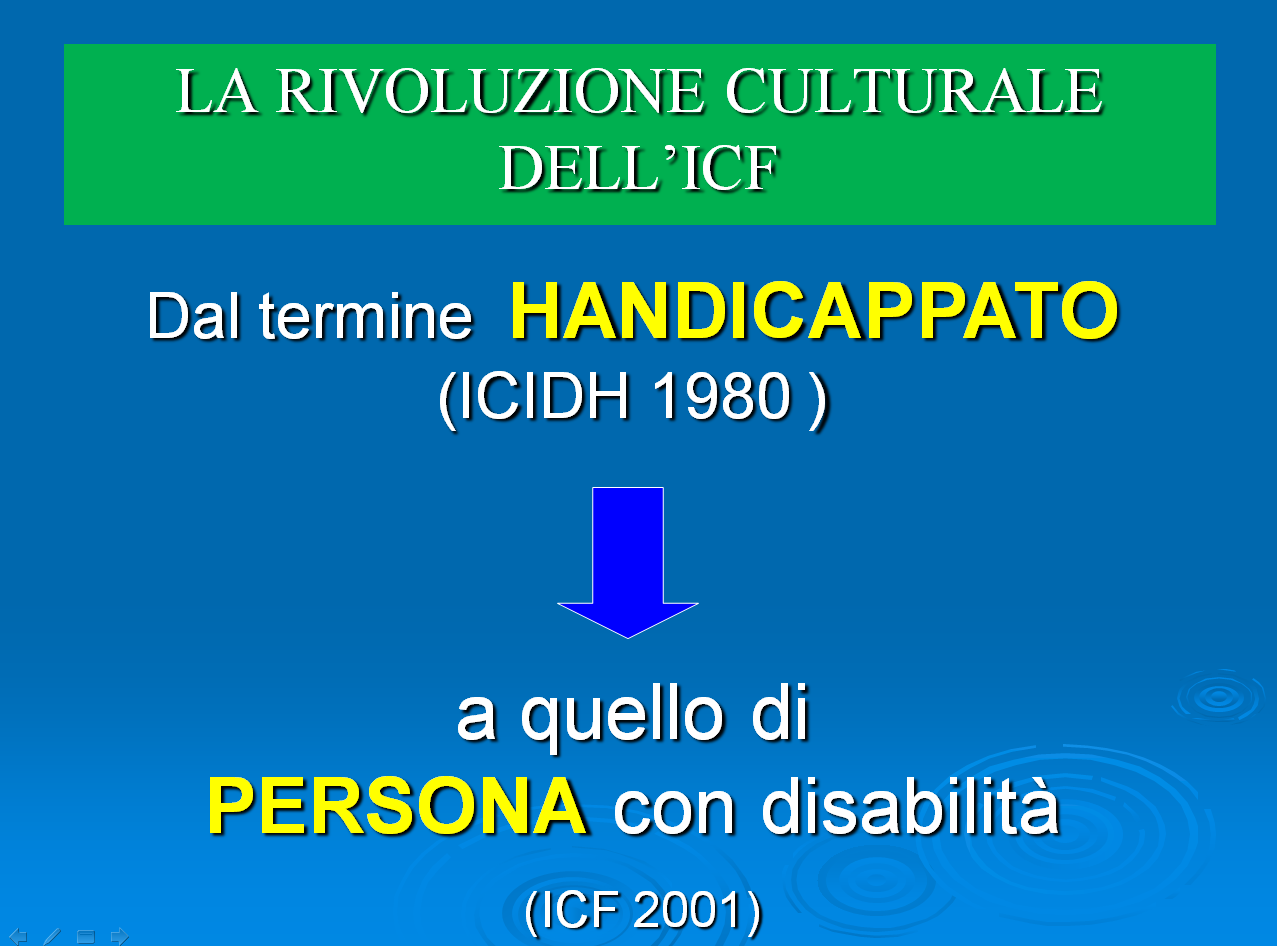 LA RIVOLUZIONE CULTURALE
DELL’ICF
Dal termine HANDICAPPATO
(ICIDH 1980 )
a quello di
PERSONA con disabilità
(ICF 2001)